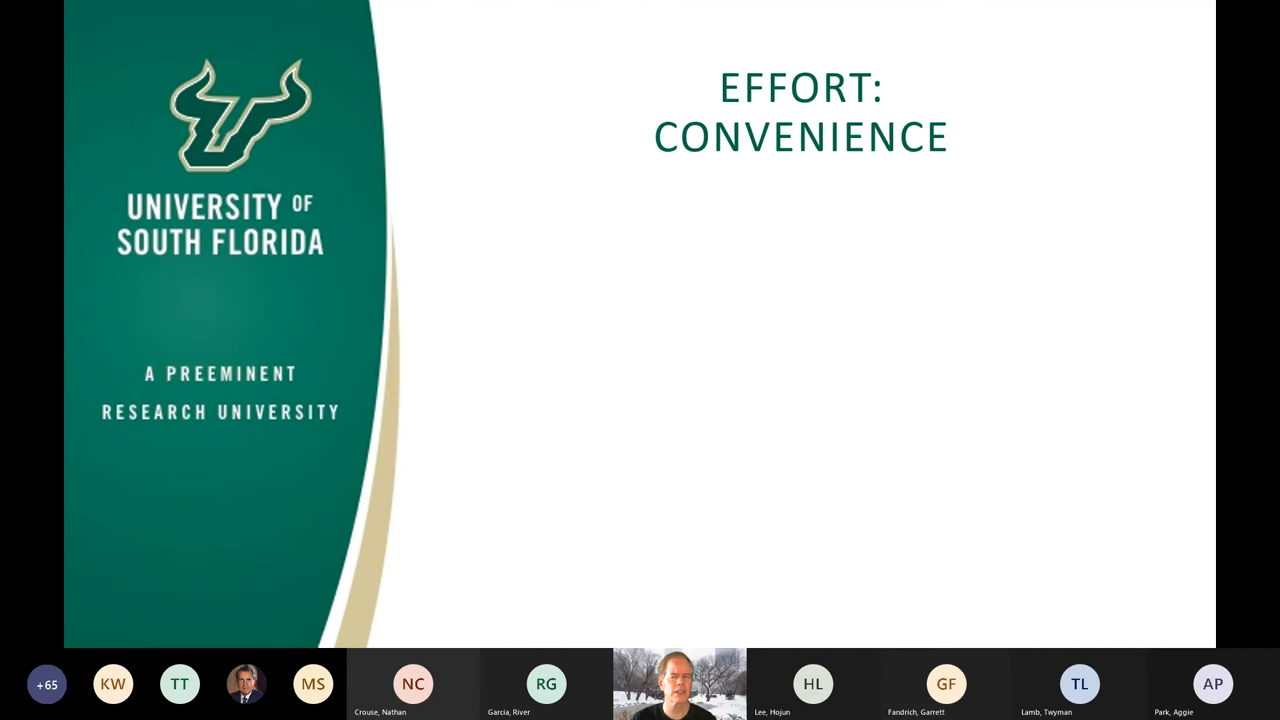 EFFORT:
CONVENIENCE
UNIVERSITY OF
SOUTH FLORIDA
A PREEMINENT
RESEARCH UNIVERSITY
+65
KW
TT
MS
NC
Crouse, Nathan
RG
Garcia, River
HL
Lee, Hojun
GF
Fandrich, Garrett
TL
Lamb, Twyman
AP
Park, Aggie